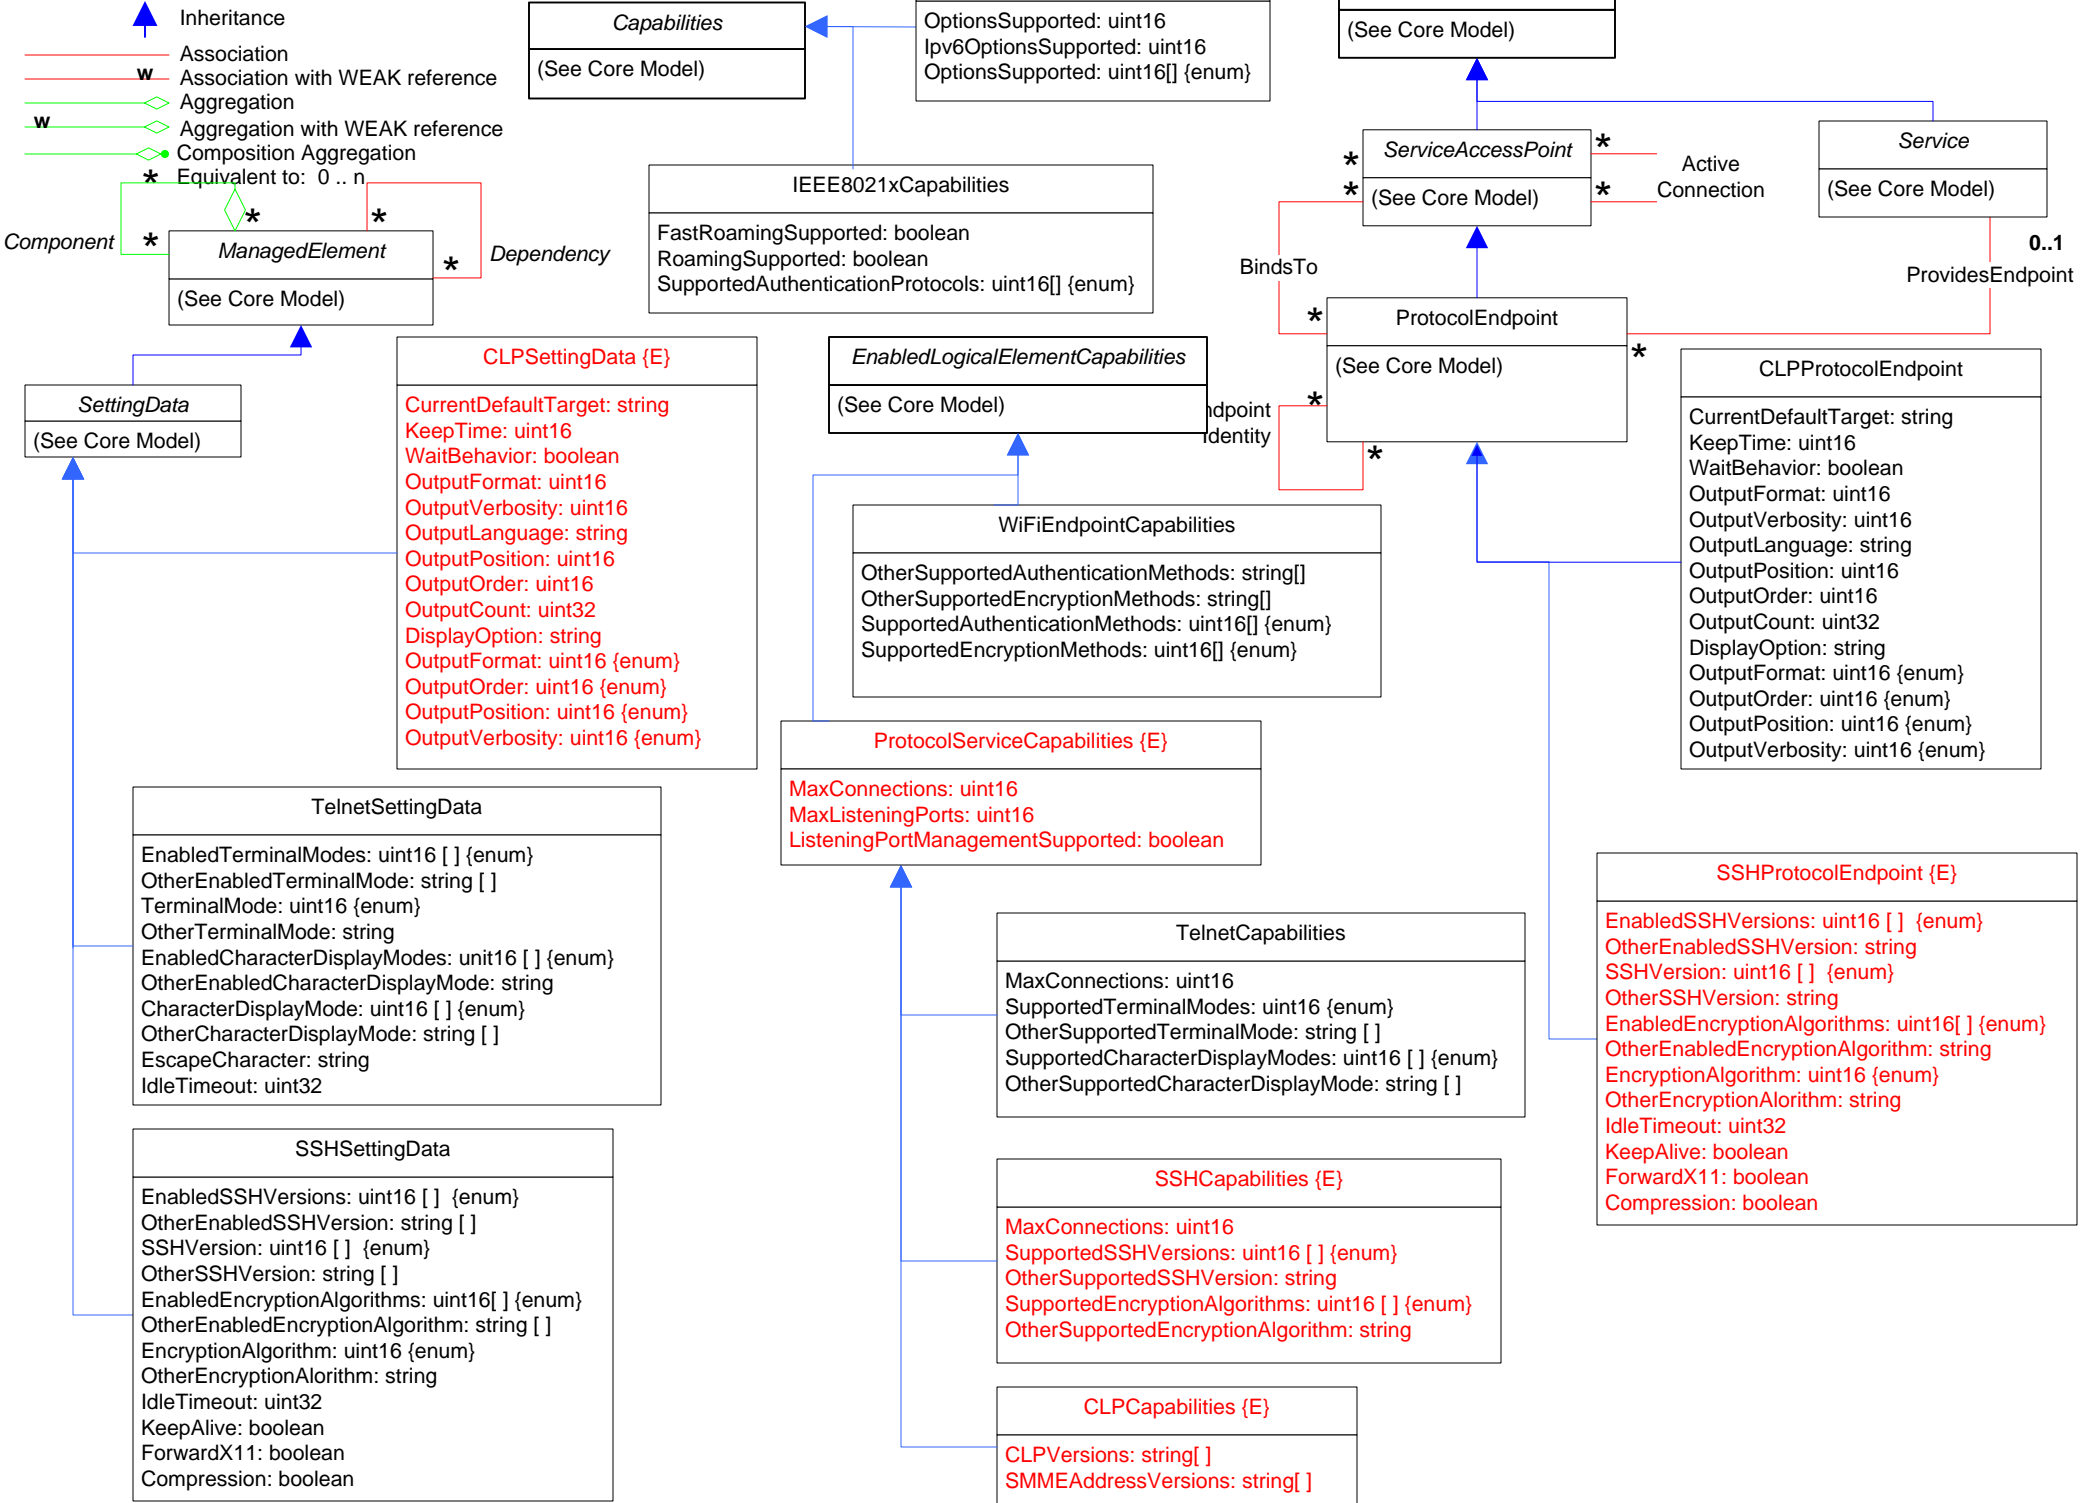 Inheritance
Association
w
Association with WEAK reference
Aggregation
w
Aggregation with WEAK reference
Composition Aggregation
*
Equivalent to: 0 .. n
Component
*
*
*
*
Dependency
ManagedElement
(See Core Model)
SettingData
(See Core Model)
CLPSettingData {E}
CurrentDefaultTarget: string
KeepTime: uint16
WaitBehavior: boolean
OutputFormat: uint16
OutputVerbosity: uint16
OutputLanguage: string
OutputPosition: uint16
OutputOrder: uint16
OutputCount: uint32
DisplayOption: string
OutputFormat: uint16 {enum}
OutputOrder: uint16 {enum}
OutputPosition: uint16 {enum}
OutputVerbosity: uint16 {enum}
TelnetSettingData
EnabledTerminalModes: uint16 [ ] {enum}
OtherEnabledTerminalMode: string [ ]
TerminalMode: uint16 {enum}
OtherTerminalMode: string
EnabledCharacterDisplayModes: unit16 [ ] {enum}
OtherEnabledCharacterDisplayMode: string
CharacterDisplayMode: uint16 [ ] {enum}
OtherCharacterDisplayMode: string [ ]
EscapeCharacter: string
IdleTimeout: uint32
SSHSettingData
EnabledSSHVersions: uint16 [ ]  {enum}
OtherEnabledSSHVersion: string [ ]
SSHVersion: uint16 [ ]  {enum}
OtherSSHVersion: string [ ]
EnabledEncryptionAlgorithms: uint16[ ] {enum}
OtherEnabledEncryptionAlgorithm: string [ ]
EncryptionAlgorithm: uint16 {enum}
OtherEncryptionAlorithm: string
IdleTimeout: uint32
KeepAlive: boolean
ForwardX11: boolean
Compression: boolean
Capabilities
(See Core Model)
OptionsSupported: uint16
Ipv6OptionsSupported: uint16
OptionsSupported: uint16[] {enum}
IEEE8021xCapabilities
FastRoamingSupported: boolean
RoamingSupported: boolean
SupportedAuthenticationProtocols: uint16[] {enum}
EnabledLogicalElementCapabilities
(See Core Model)
WiFiEndpointCapabilities
OtherSupportedAuthenticationMethods: string[]
OtherSupportedEncryptionMethods: string[]
SupportedAuthenticationMethods: uint16[] {enum}
SupportedEncryptionMethods: uint16[] {enum}
ProtocolServiceCapabilities {E}
MaxConnections: uint16
MaxListeningPorts: uint16
ListeningPortManagementSupported: boolean
TelnetCapabilities
MaxConnections: uint16
SupportedTerminalModes: uint16 {enum}
OtherSupportedTerminalMode: string [ ]
SupportedCharacterDisplayModes: uint16 [ ] {enum}
OtherSupportedCharacterDisplayMode: string [ ]
SSHCapabilities {E}
MaxConnections: uint16
SupportedSSHVersions: uint16 [ ] {enum}
OtherSupportedSSHVersion: string
SupportedEncryptionAlgorithms: uint16 [ ] {enum}
OtherSupportedEncryptionAlgorithm: string
CLPCapabilities {E}
CLPVersions: string[ ]
SMMEAddressVersions: string[ ]
(See Core Model)
ServiceAccessPoint
(See Core Model)
*
*
*
*
Active
Connection
Service
(See Core Model)
0..1
ProvidesEndpoint
BindsTo
*
*
ProtocolEndpoint
(See Core Model)
*
*
Identity
CLPProtocolEndpoint
CurrentDefaultTarget: string
KeepTime: uint16
WaitBehavior: boolean
OutputFormat: uint16
OutputVerbosity: uint16
OutputLanguage: string
OutputPosition: uint16
OutputOrder: uint16
OutputCount: uint32
DisplayOption: string
OutputFormat: uint16 {enum}
OutputOrder: uint16 {enum}
OutputPosition: uint16 {enum}
OutputVerbosity: uint16 {enum}
SSHProtocolEndpoint {E}
EnabledSSHVersions: uint16 [ ]  {enum}
OtherEnabledSSHVersion: string
SSHVersion: uint16 [ ]  {enum}
OtherSSHVersion: string
EnabledEncryptionAlgorithms: uint16[ ] {enum}
OtherEnabledEncryptionAlgorithm: string
EncryptionAlgorithm: uint16 {enum}
OtherEncryptionAlorithm: string
IdleTimeout: uint32
KeepAlive: boolean
ForwardX11: boolean
Compression: boolean